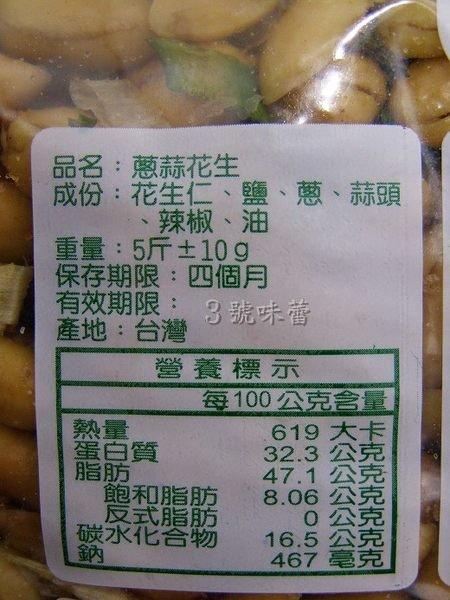 品名：蔥蒜花生
成份：花生仁、鹽、蔥、蒜頭
、辣椒、油
重量：5斤±10g
保存期限：四個月
有效期限：
3號味蕾
產地：台灣
營養標示
每100公克含量
熱量 619 大卡
蛋白質 32.3 公克
脂肪 47.1 公克
飽和脂肪 8.06 公克
反式脂肪 0 公克
碳水化合物 16.5 公克
鈉 467 毫克